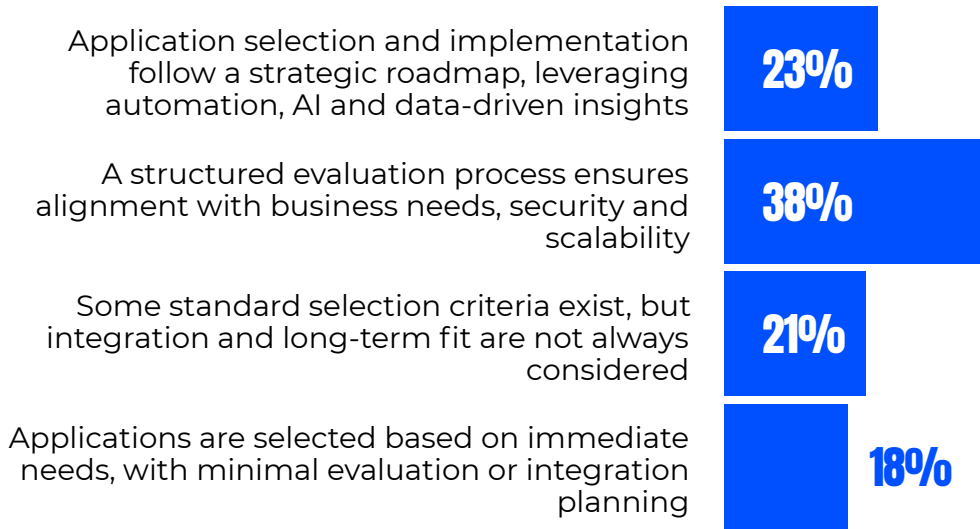 Application selection and implementation
follow a strategic roadmap, leveraging
automation, AI and data-driven insights
23%
A structured evaluation process ensures
alignment with business needs, security and
scalability
38%
Some standard selection criteria exist, but
integration and long-term fit are not always
considered
21%
Applications are selected based on immediate
needs, with minimal evaluation or integration
planning
18%